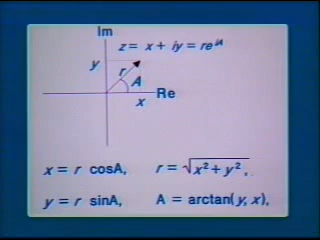 Im
z = x + iy = re^{iA}
y
r
A
x
Re
x = r cosA, r = √x² + y²,
y = r sinA, A = arctan(y, x),